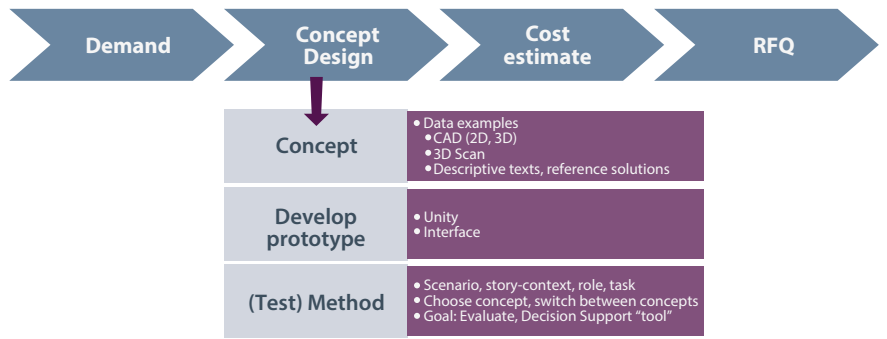 Demand
Concept
Design
Cost
estimate
RFQ
Concept
• Data examples
• CAD (2D, 3D)
• 3D Scan
• Descriptive texts, reference solutions
Develop
prototype
• Unity
• Interface
(Test) Method
• Scenario, story-context, role, task
• Choose concept, switch between concepts
• Goal: Evaluate, Decision Support “tool”